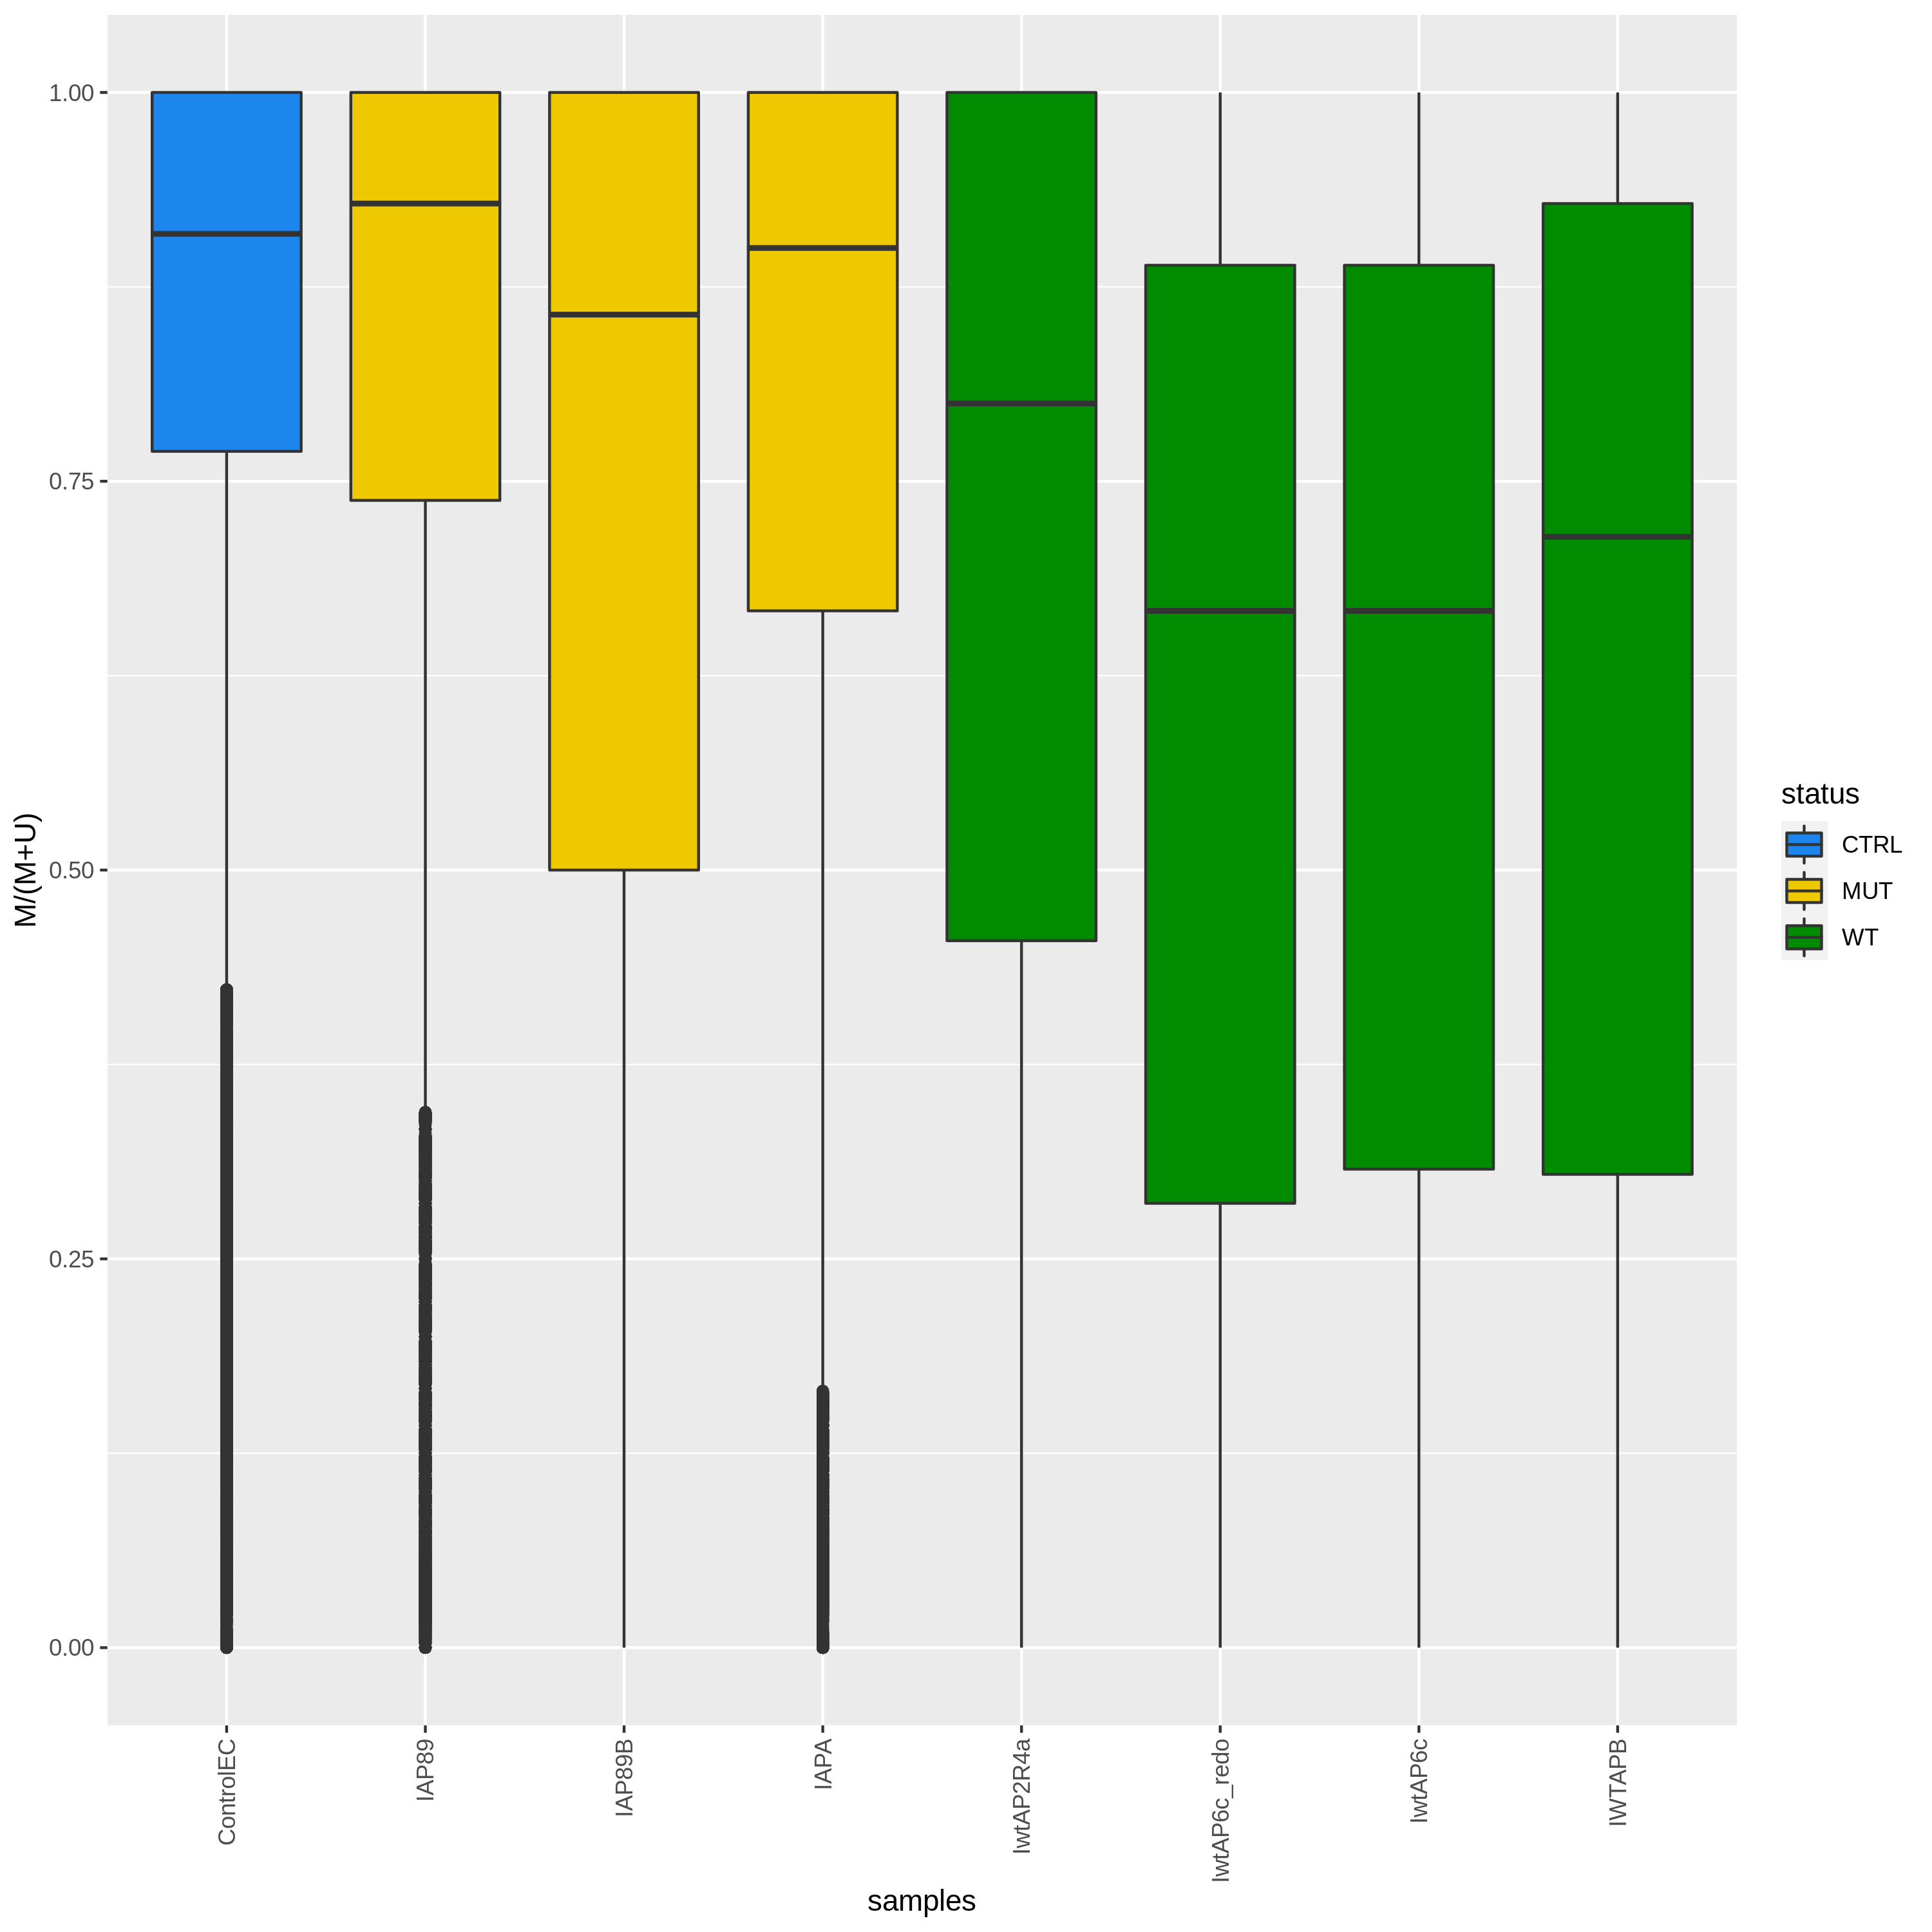 1.00
0.75
0.50
0.25
0.00
M/(M+U)
ControlEC
IAP89
IAP89B
IAPA
IwtAP2R4a
IwtAP6c_redo
IwtAP6c
IWTAPB
samples
status
CTRL
MUT
WT